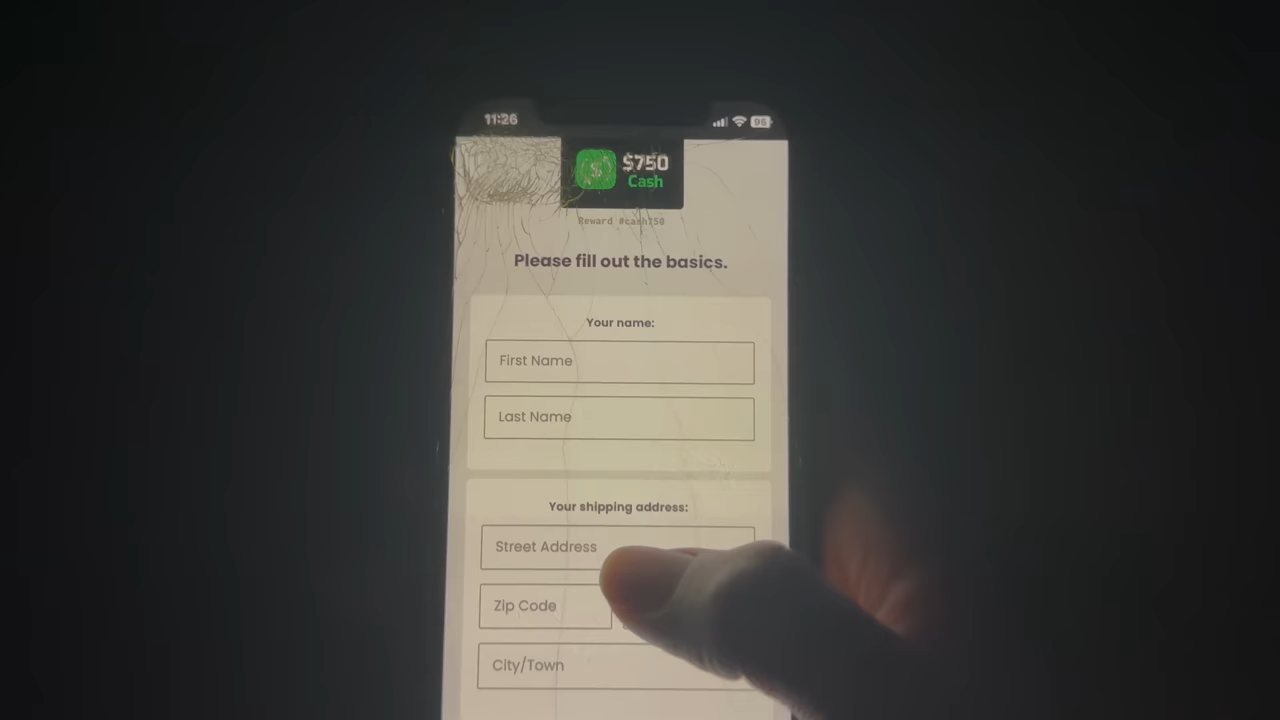 11:26
96
$750
Cash
Reward #cash750
Please fill out the basics.
Your name:
First Name
Last Name
Your shipping address:
Street Address
Zip Code
City/Town